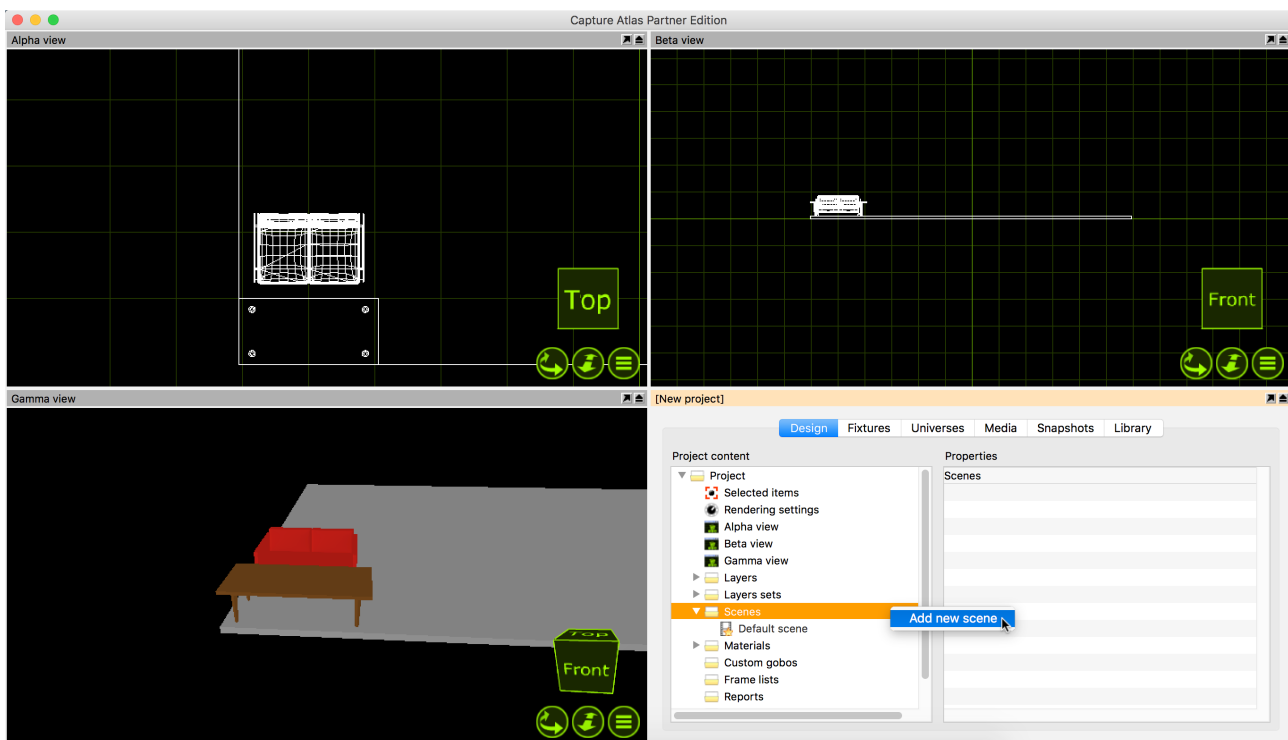 Capture Atlas Partner Edition
Alpha view
Beta view
Top
Front
Gamma view
[New project]
Top
Front
Design Fixtures Universes Media Snapshots Library
Project content
Properties
Project
Scenes
Selected items
Rendering settings
Alpha view
Beta view
Gamma view
Layers
Layers sets
Scenes
Add new scene
Default scene
Materials
Custom gobos
Frame lists
Reports